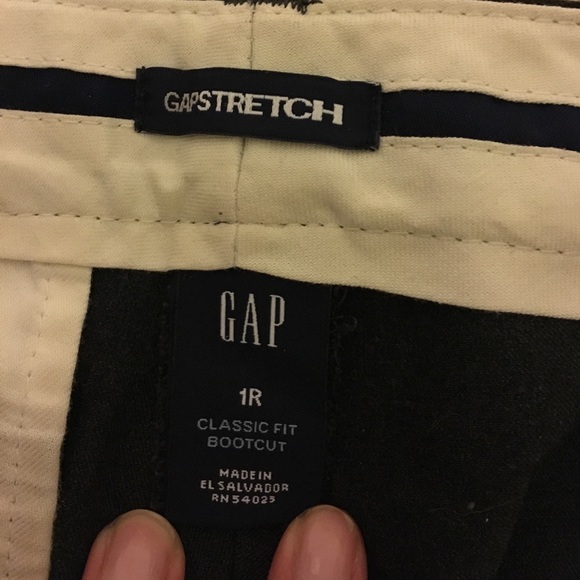 GAPSTRETCH
GAP
1R
CLASSIC FIT
BOOTCUT
MADE IN
EL SALVADOR
RN 54023